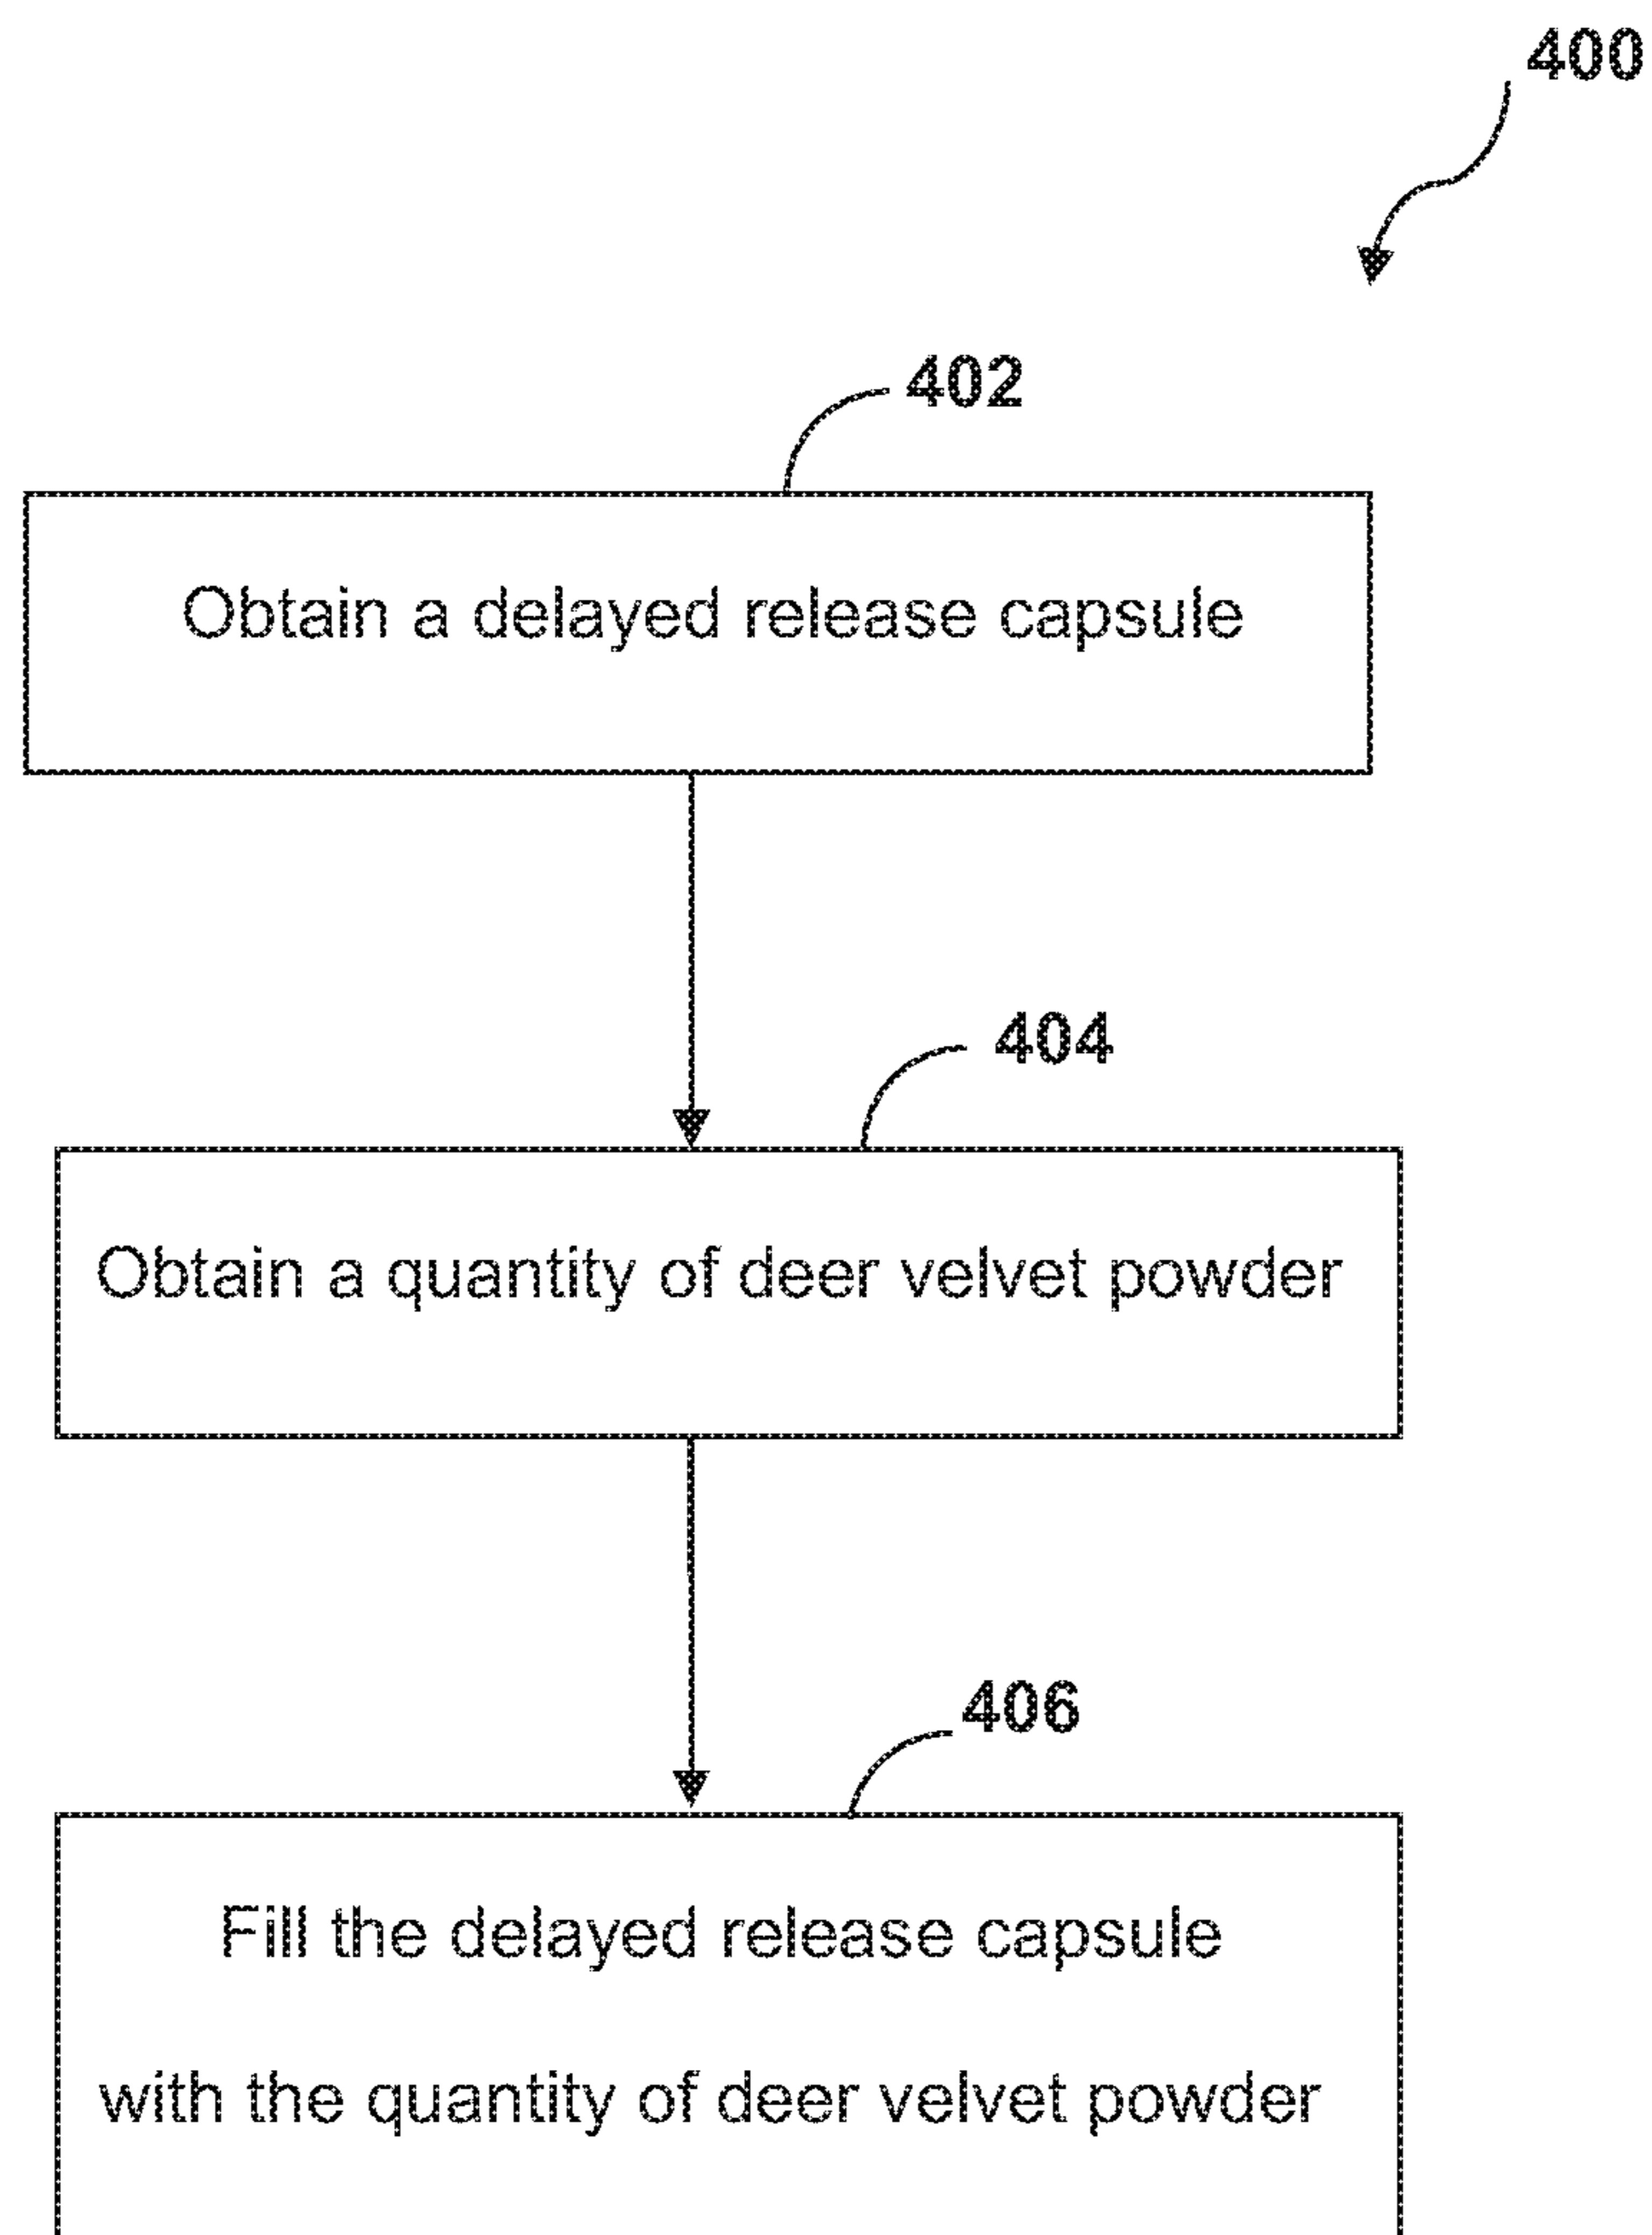 400
402
Obtain a delayed release capsule
404
Obtain a quantity of deer velvet powder
406
Fill the delayed release capsule
with the quantity of deer velvet powder